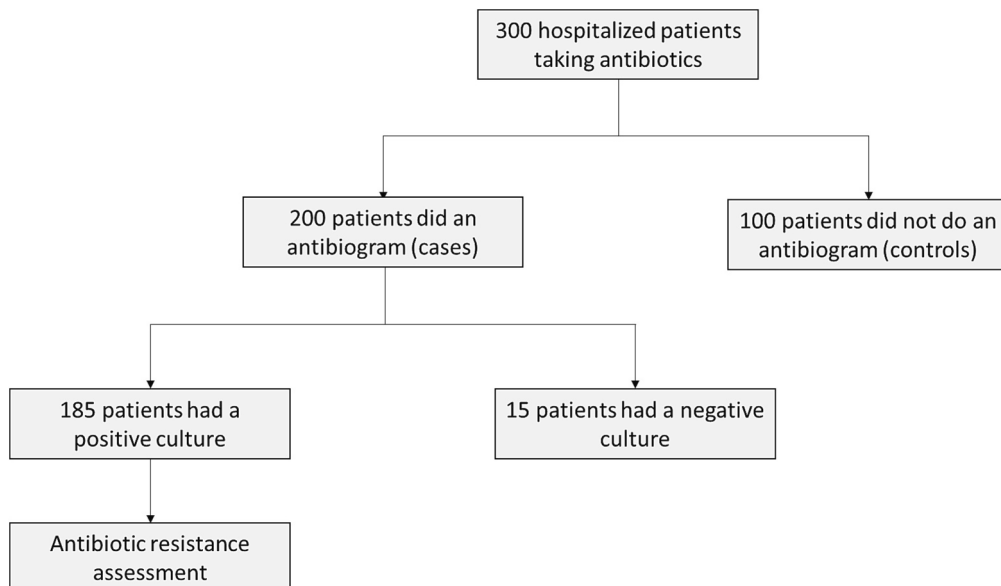 300 hospitalized patients
taking antibiotics
200 patients did an
antibiogram (cases)
100 patients did not do an
antibiogram (controls)
185 patients had a
positive culture
15 patients had a negative
culture
Antibiotic resistance
assessment